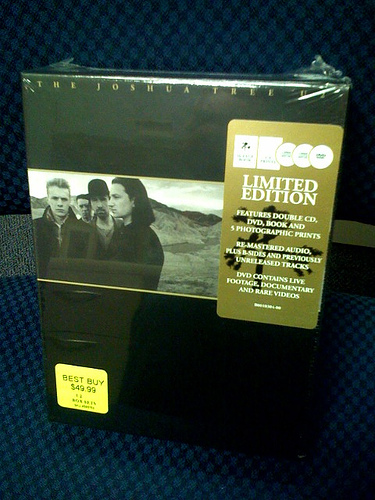 THE JOSHUA TREE U
LIMITED
EDITION
FEATURES DOUBLE CD,
DVD, BOOK AND
5 PHOTOGRAPHIC PRINTS
RE-MASTERED AUDIO,
PLUS B-SIDES AND PREVIOUSLY
UNRELEASED TRACKS
DVD CONTAINS LIVE
FOOTAGE, DOCUMENTARY
AND RARE VIDEOS
BEST BUY
$49.99